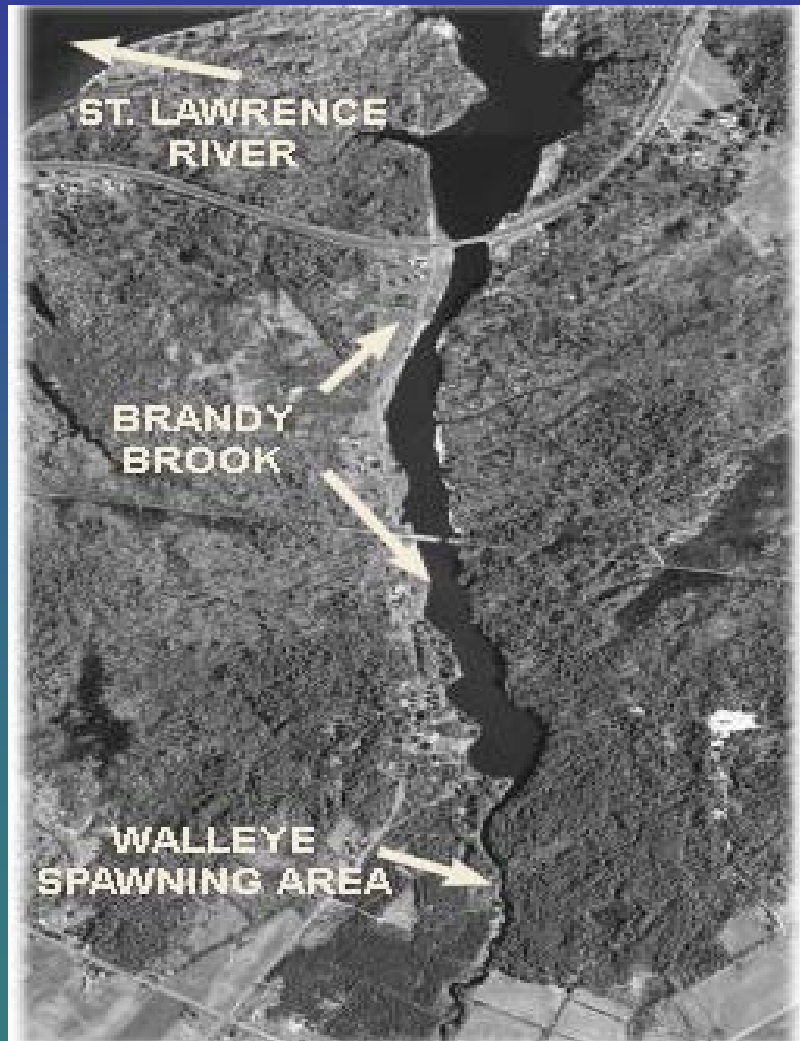 ST. LAWRENCE
RIVER
BRANDY
BROOK
WALLEYE
SPAWNING AREA